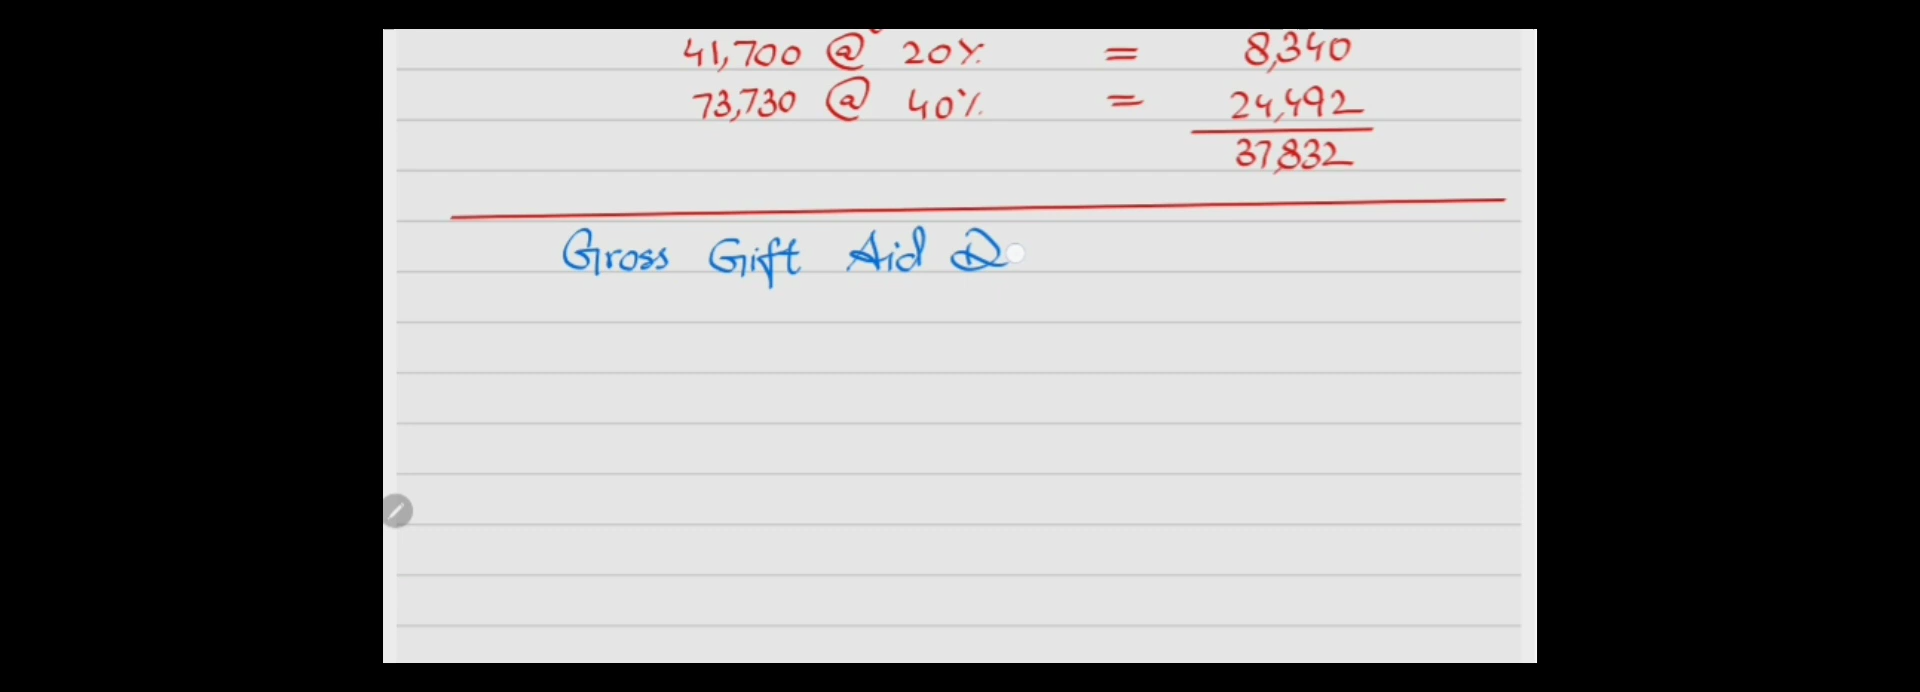 41,700 @ 20% = 8,340
73,730 @ 40% = 24,492
37,832
Gross Gift Aid D